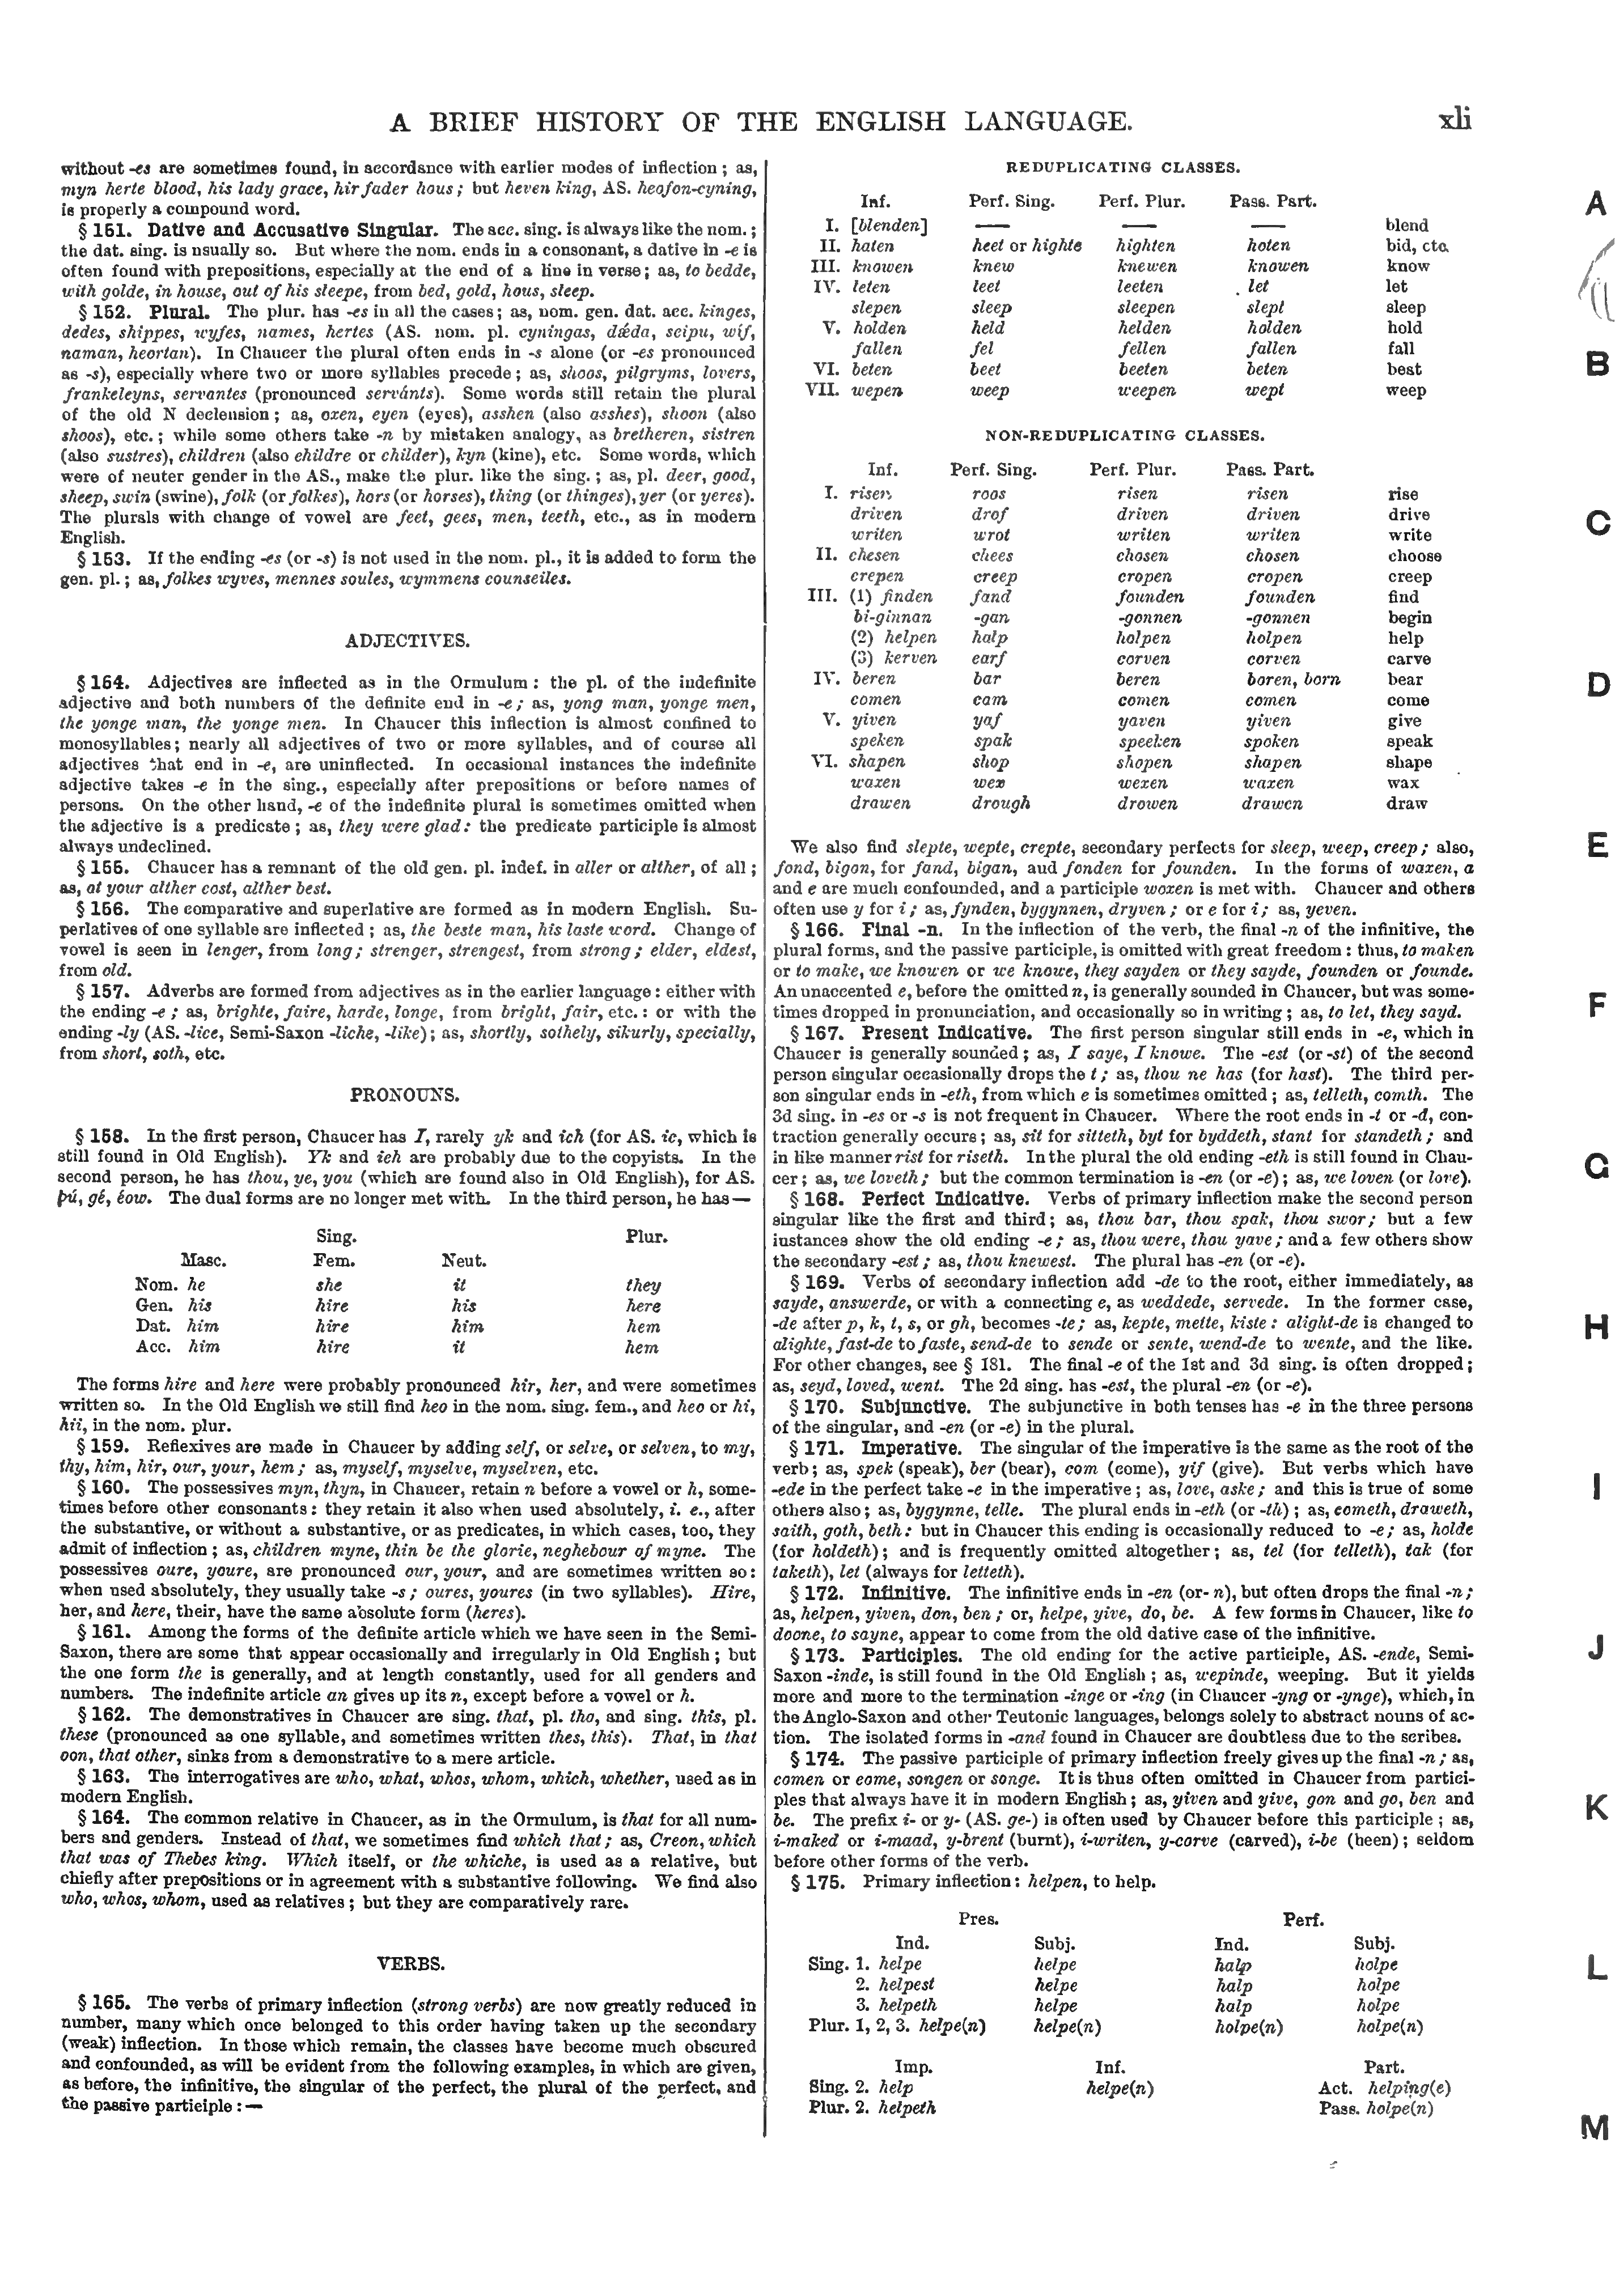 A BRIEF HISTORY OF THE ENGLISH LANGUAGE. xli
without -es are sometimes found, in accordance with earlier modes of inflection ; as,
myn herte blood, his lady grace, hir fader hous ; but heven king, AS. heofon-cyning,
is properly a compound word.
§ 151. Dative and Accusative Singular. The acc. sing. is always like the nom. ;
the dat. sing. is usually so. But where the nom. ends in a consonant, a dative in -e is
often found with prepositions, especially at the end of a line in verse ; as, to bedde,
with golde, in house, out of his sleepe, from bed, gold, hous, sleep.
§ 152. Plural. The plur. has -es in all the cases ; as, nom. gen. dat. acc. kinges,
dedes, shippes, wyfes, names, hertes (AS. nom. pl. cyningas, dǽda, scipu, wíf,
naman, heortan). In Chaucer the plural often ends in -s alone (or -es pronounced
as -s), especially where two or more syllables precede ; as, shoos, pilgryms, lovers,
frankeleyns, servantes (pronounced servánts). Some words still retain the plural
of the old N declension ; as, oxen, eyen (eyes), asshen (also asshes), shoon (also
shoos), etc. ; while some others take -n by mistaken analogy, as bretheren, sistren
(also sustres), children (also childre or childer), kyn (kine), etc. Some words, which
were of neuter gender in the AS., make the plur. like the sing. ; as, pl. deer, good,
sheep, swin (swine), folk (or folkes), hors (or horses), thing (or thinges), yer (or yeres).
The plurals with change of vowel are feet, gees, men, teeth, etc., as in modern
English.
§ 153. If the ending -es (or -s) is not used in the nom. pl., it is added to form the
gen. pl. ; as, folkes wyves, mennes soules, wymmens counseiles.
ADJECTIVES.
§ 154. Adjectives are inflected as in the Ormulum : the pl. of the indefinite
adjective and both numbers of the definite end in -e ; as, yong man, yonge men,
the yonge man, the yonge men. In Chaucer this inflection is almost confined to
monosyllables ; nearly all adjectives of two or more syllables, and of course all
adjectives that end in -e, are uninflected. In occasional instances the indefinite
adjective takes -e in the sing., especially after prepositions or before names of
persons. On the other hand, -e of the indefinite plural is sometimes omitted when
the adjective is a predicate ; as, they were glad : the predicate participle is almost
always undeclined.
§ 155. Chaucer has a remnant of the old gen. pl. indef. in aller or alther, of all ;
as, at your alther cost, alther best.
§ 156. The comparative and superlative are formed as in modern English. Su-
perlatives of one syllable are inflected ; as, the beste man, his laste word. Change of
vowel is seen in lenger, from long ; strenger, strengest, from strong ; elder, eldest,
from old.
§ 157. Adverbs are formed from adjectives as in the earlier language : either with
the ending -e ; as, brighte, faire, harde, longe, from bright, fair, etc. : or with the
ending -ly (AS. -lice, Semi-Saxon -liche, -like) ; as, shortly, sothely, sikurly, specially,
from short, soth, etc.
PRONOUNS.
§ 158. In the first person, Chaucer has I, rarely yk and ich (for AS. ic, which is
still found in Old English). Yk and ich are probably due to the copyists. In the
second person, he has thou, ye, you (which are found also in Old English), for AS.
þú, gé, éow. The dual forms are no longer met with. In the third person, he has —
Sing. Plur.
Masc. Fem. Neut.
Nom. he she it they
Gen. his hire his here
Dat. him hire him hem
Acc. him hire it hem
The forms hire and here were probably pronounced hir, her, and were sometimes
written so. In the Old English we still find heo in the nom. sing. fem., and heo or hi,
hii, in the nom. plur.
§ 159. Reflexives are made in Chaucer by adding self, or selve, or selven, to my,
thy, him, hir, our, your, hem ; as, myself, myselve, myselven, etc.
§ 160. The possessives myn, thyn, in Chaucer, retain n before a vowel or h, some-
times before other consonants : they retain it also when used absolutely, i. e., after
the substantive, or without a substantive, or as predicates, in which cases, too, they
admit of inflection ; as, children myne, thin be the glorie, neghebour of myne. The
possessives oure, youre, are pronounced our, your, and are sometimes written so :
when used absolutely, they usually take -s ; oures, youres (in two syllables). Hire,
her, and here, their, have the same absolute form (heres).
§ 161. Among the forms of the definite article which we have seen in the Semi-
Saxon, there are some that appear occasionally and irregularly in Old English ; but
the one form the is generally, and at length constantly, used for all genders and
numbers. The indefinite article an gives up its n, except before a vowel or h.
§ 162. The demonstratives in Chaucer are sing. that, pl. tho, and sing. this, pl.
these (pronounced as one syllable, and sometimes written thes, this). That, in that
oon, that other, sinks from a demonstrative to a mere article.
§ 163. The interrogatives are who, what, whos, whom, which, whether, used as in
modern English.
§ 164. The common relative in Chaucer, as in the Ormulum, is that for all num-
bers and genders. Instead of that, we sometimes find which that ; as, Creon, which
that was of Thebes king. Which itself, or the whiche, is used as a relative, but
chiefly after prepositions or in agreement with a substantive following. We find also
who, whos, whom, used as relatives ; but they are comparatively rare.
VERBS.
§ 165. The verbs of primary inflection (strong verbs) are now greatly reduced in
number, many which once belonged to this order having taken up the secondary
(weak) inflection. In those which remain, the classes have become much obscured
and confounded, as will be evident from the following examples, in which are given,
as before, the infinitive, the singular of the perfect, the plural of the perfect, and
the passive participle : —
REDUPLICATING CLASSES.
Inf. Perf. Sing. Perf. Plur. Pass. Part.
I. [blenden] — — — blend
II. haten heet or highte highten hoten bid, etc.
III. knowen knew knewen knowen know
IV. leten leet leeten let let
slepen sleep sleepen slept sleep
V. holden held helden holden hold
fallen fel fellen fallen fall
VI. beten beet beeten beten beat
VII. wepen weep weepen wept weep
NON-REDUPLICATING CLASSES.
Inf. Perf. Sing. Perf. Plur. Pass. Part.
I. risen roos risen risen rise
driven drof driven driven drive
writen wrot writen writen write
II. chesen chees chosen chosen choose
crepen creep cropen cropen creep
III. (1) finden fand founden founden find
bi-ginnan -gan -gonnen -gonnen begin
(2) helpen halp holpen holpen help
(3) kerven carf corven corven carve
IV. beren bar beren boren, born bear
comen cam comen comen come
V. yiven yaf yaven yiven give
speken spak speeken spoken speak
VI. shapen shop shopen shapen shape
waxen wex wexen waxen wax
drawen drough drowen drawen draw
We also find slepte, wepte, crepte, secondary perfects for sleep, weep, creep ; also,
fond, bigon, for fand, bigan, and fonden for founden. In the forms of waxen, a
and e are much confounded, and a participle woxen is met with. Chaucer and others
often use y for i ; as, fynden, bygynnen, dryven ; or e for i ; as, yeven.
§ 166. Final -n. In the inflection of the verb, the final -n of the infinitive, the
plural forms, and the passive participle, is omitted with great freedom : thus, to maken
or to make, we knowen or we knowe, they sayden or they sayde, founden or founde.
An unaccented e, before the omitted n, is generally sounded in Chaucer, but was some-
times dropped in pronunciation, and occasionally so in writing ; as, to let, they sayd.
§ 167. Present Indicative. The first person singular still ends in -e, which in
Chaucer is generally sounded ; as, I saye, I knowe. The -est (or -st) of the second
person singular occasionally drops the t ; as, thou ne has (for hast). The third per-
son singular ends in -eth, from which e is sometimes omitted ; as, telleth, comth. The
3d sing. in -es or -s is not frequent in Chaucer. Where the root ends in -t or -d, con-
traction generally occurs ; as, sit for sitteth, byt for byddeth, stant for standeth ; and
in like manner rist for riseth. In the plural the old ending -eth is still found in Chau-
cer ; as, we loveth ; but the common termination is -en (or -e) ; as, we loven (or love).
§ 168. Perfect Indicative. Verbs of primary inflection make the second person
singular like the first and third ; as, thou bar, thou spak, thou swor ; but a few
instances show the old ending -e ; as, thou were, thou yave ; and a few others show
the secondary -est ; as, thou knewest. The plural has -en (or -e).
§ 169. Verbs of secondary inflection add -de to the root, either immediately, as
sayde, answerde, or with a connecting e, as weddede, servede. In the former case,
-de after p, k, t, s, or gh, becomes -te ; as, kepte, mette, kiste : alight-de is changed to
alighte, fast-de to faste, send-de to sende or sente, wend-de to wente, and the like.
For other changes, see § 181. The final -e of the 1st and 3d sing. is often dropped ;
as, seyd, loved, went. The 2d sing. has -est, the plural -en (or -e).
§ 170. Subjunctive. The subjunctive in both tenses has -e in the three persons
of the singular, and -en (or -e) in the plural.
§ 171. Imperative. The singular of the imperative is the same as the root of the
verb ; as, spek (speak), ber (bear), com (come), yif (give). But verbs which have
-ede in the perfect take -e in the imperative ; as, love, aske ; and this is true of some
others also ; as, bygynne, telle. The plural ends in -eth (or -th) ; as, cometh, draweth,
saith, goth, beth : but in Chaucer this ending is occasionally reduced to -e ; as, holde
(for holdeth) ; and is frequently omitted altogether ; as, tel (for telleth), tak (for
taketh), let (always for letteth).
§ 172. Infinitive. The infinitive ends in -en (or- n), but often drops the final -n ;
as, helpen, yiven, don, ben ; or, helpe, yive, do, be. A few forms in Chaucer, like to
doone, to sayne, appear to come from the old dative case of the infinitive.
§ 173. Participles. The old ending for the active participle, AS. -ende, Semi-
Saxon -inde, is still found in the Old English ; as, wepinde, weeping. But it yields
more and more to the termination -inge or -ing (in Chaucer -yng or -ynge), which, in
the Anglo-Saxon and other Teutonic languages, belongs solely to abstract nouns of ac-
tion. The isolated forms in -and found in Chaucer are doubtless due to the scribes.
§ 174. The passive participle of primary inflection freely gives up the final -n ; as,
comen or come, songen or songe. It is thus often omitted in Chaucer from partici-
ples that always have it in modern English ; as, yiven and yive, gon and go, ben and
be. The prefix i- or y- (AS. ge-) is often used by Chaucer before this participle ; as,
i-maked or i-maad, y-brent (burnt), i-writen, y-corve (carved), i-be (been) ; seldom
before other forms of the verb.
§ 175. Primary inflection : helpen, to help.
Pres. Perf.
Ind. Subj. Ind. Subj.
Sing. 1. helpe helpe halp holpe
2. helpest helpe halp holpe
3. helpeth helpe halp holpe
Plur. 1, 2, 3. helpe(n) helpe(n) holpe(n) holpe(n)
Imp. Inf. Part.
Sing. 2. help helpe(n) Act. helping(e)
Plur. 2. helpeth Pass. holpe(n)
A
B
C
D
E
F
G
H
I
J
K
L
M